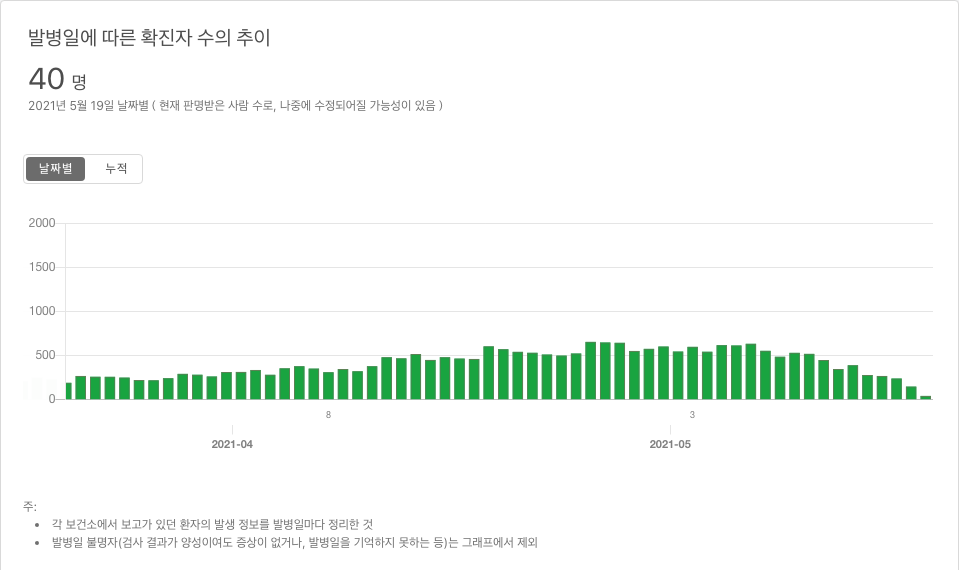 발병일에 따른 확진자 수의 추이
40 명
2021년 5월 19일 날짜별 ( 현재 판명받은 사람 수로, 나중에 수정되어질 가능성이 있음 )
날짜별 누적
2000
1500
1000
500
0
8 3
2021-04 2021-05
주:
• 각 보건소에서 보고가 있던 환자의 발생 정보를 발병일마다 정리한 것
• 발병일 불명자(검사 결과가 양성이여도 증상이 없거나, 발병일을 기억하지 못하는 등)는 그래프에서 제외